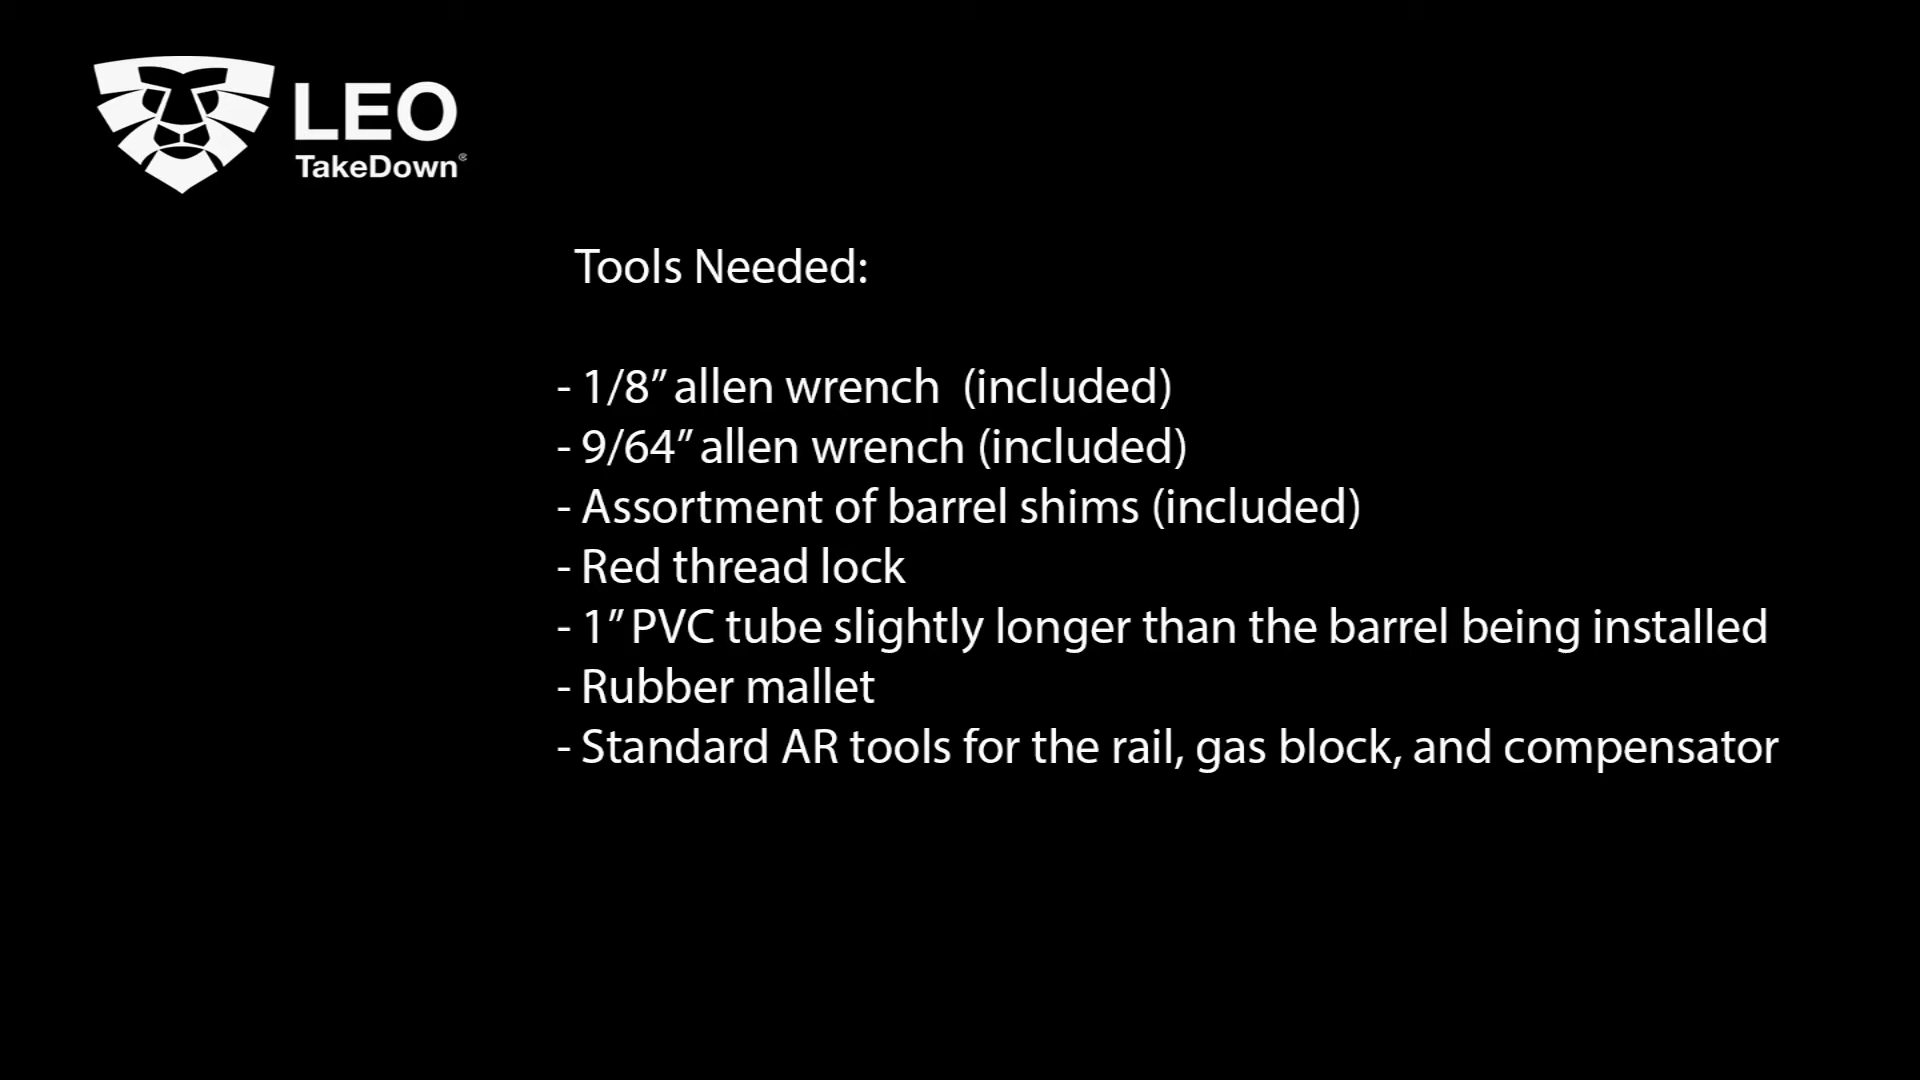 LEO
TakeDown®
Tools Needed:
- 1/8” allen wrench  (included)
- 9/64” allen wrench (included)
- Assortment of barrel shims (included)
- Red thread lock
- 1” PVC tube slightly longer than the barrel being installed
- Rubber mallet
- Standard AR tools for the rail, gas block, and compensator